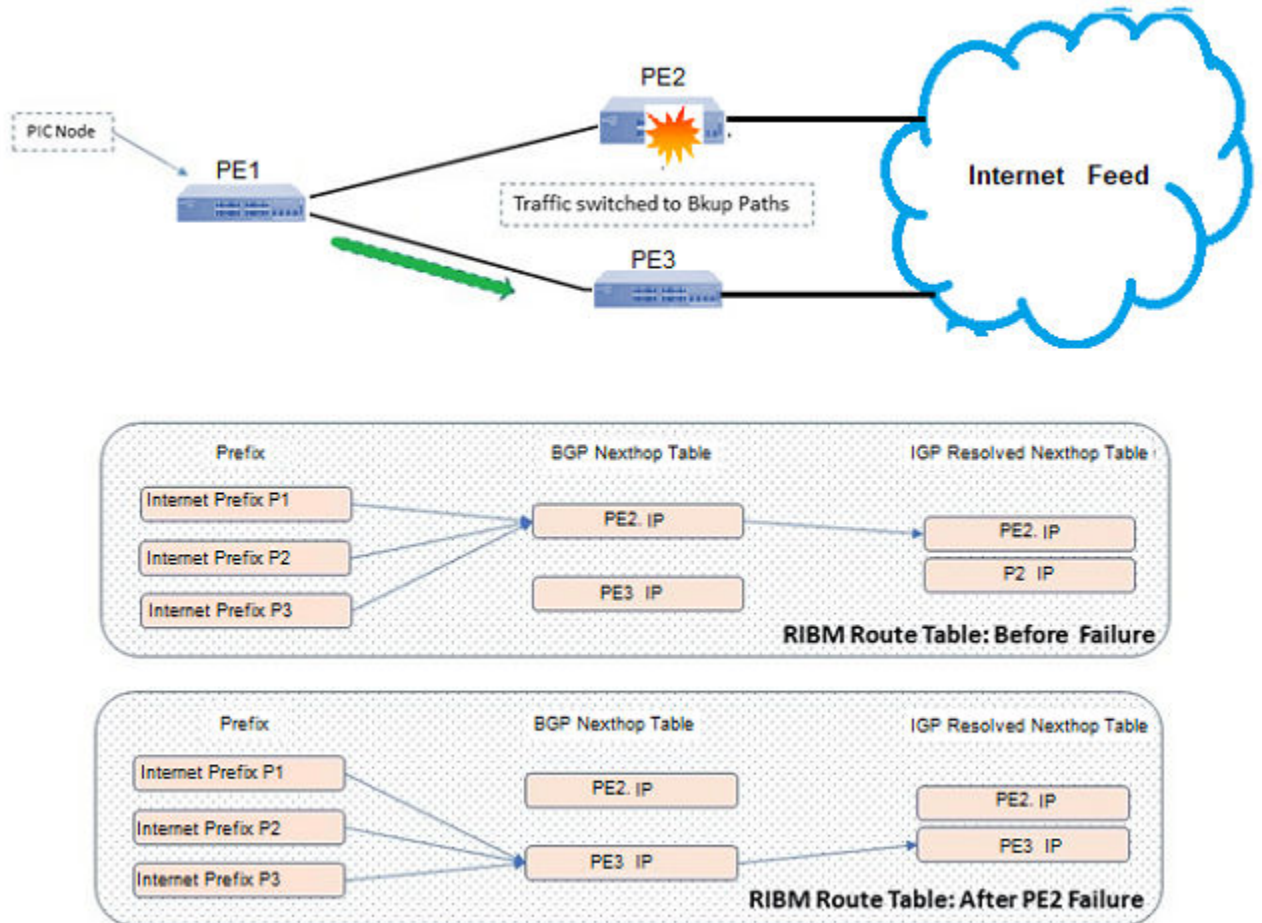 PE2
PIC Node
PE1
Traffic switched to Bkup Paths
Internet Feed
PE3
Prefix
BGP Nexthop Table
IGP Resolved Nexthop Table
Internet Prefix P1
PE2. IP
PE2. IP
Internet Prefix P2
P2 IP
PE3 IP
Internet Prefix P3
RIBM Route Table: Before Failure
Prefix
BGP Nexthop Table
IGP Resolved Nexthop Table
Internet Prefix P1
PE2. IP
PE2. IP
Internet Prefix P2
PE3 IP
PE3 IP
Internet Prefix P3
RIBM Route Table: After PE2 Failure